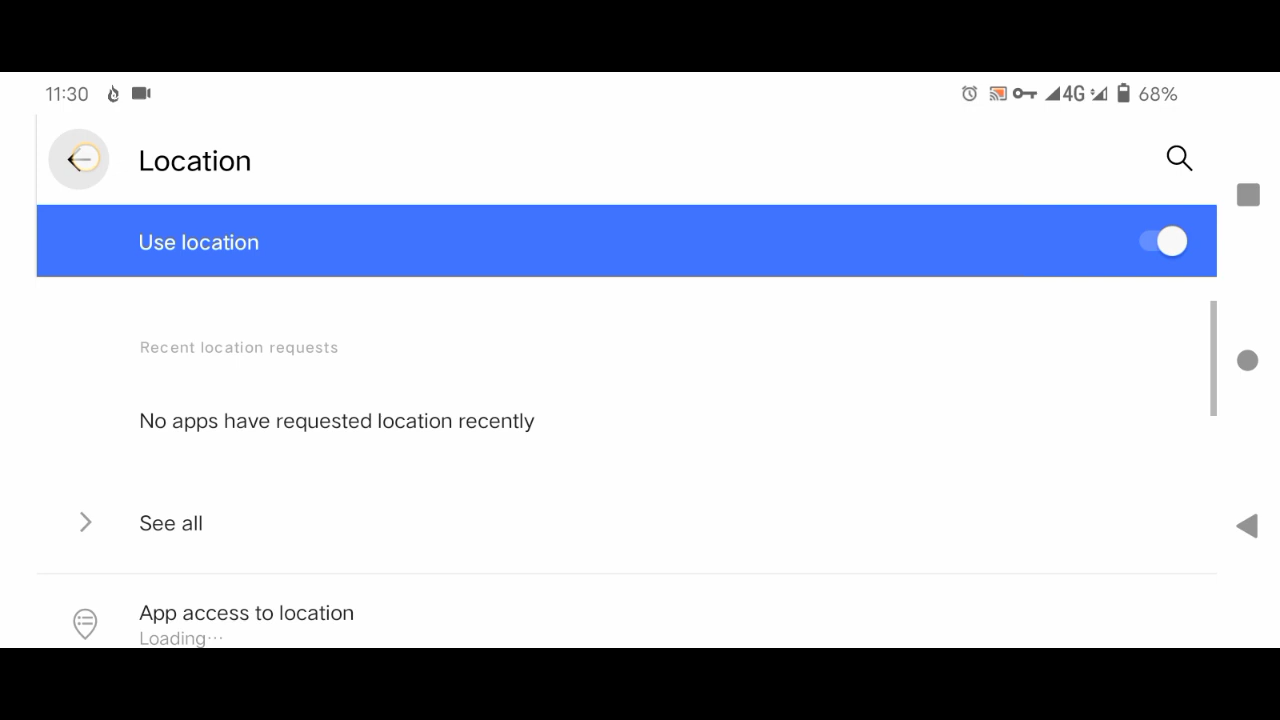 11:30 4G 68%
Location
Use location
Recent location requests
No apps have requested location recently
See all
App access to location
Loading···